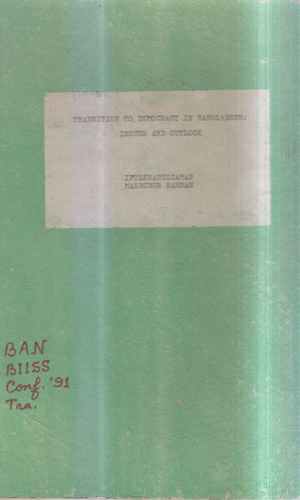 TRANSITION TO DEMOCRACY IN BANGLADESH:
ISSUES AND OUTLOOK
IFTEKHARUZZAMAN
MAHBUBUR RAHMAN
BAN
BIISS
Conf. '91
Tra.